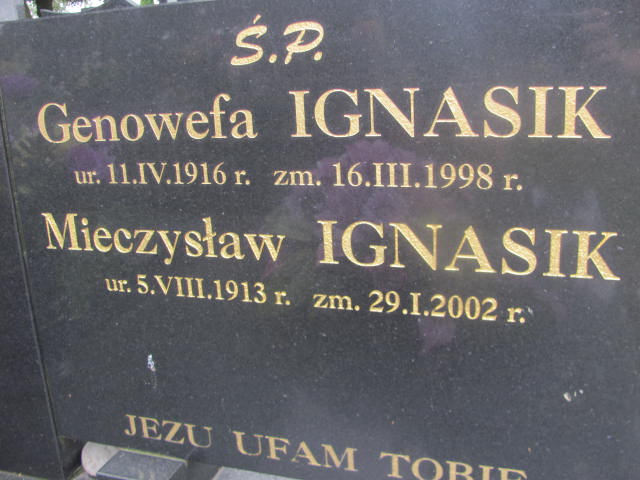 Ś.P.
Genowefa IGNASIK
ur. 11.IV.1916 r. zm. 16.III.1998 r.
Mieczysław IGNASIK
ur. 5.VIII.1913 r. zm. 29.I.2002 r.
JEZU UFAM TOBIE